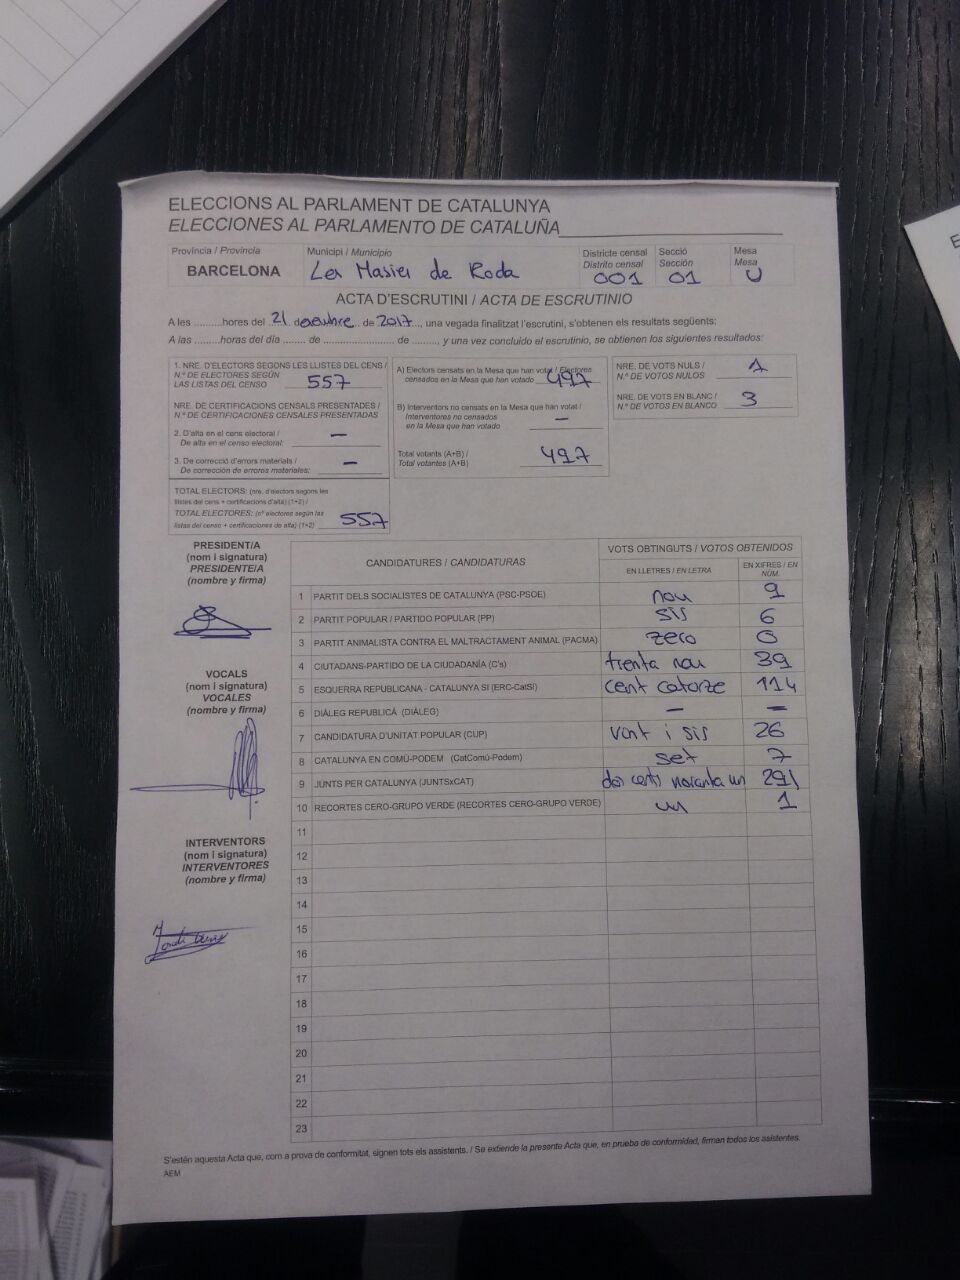 ELECCIONS AL PARLAMENT DE CATALUNYA
ELECCIONES AL PARLAMENTO DE CATALUÑA
Província / Provincia
BARCELONA
Municipi / Municipio
Les Masies de Roda
Districte censal
Distrito censal
001
Secció
Sección
01
Mesa
Mesa
U
ACTA D'ESCRUTINI / ACTA DE ESCRUTINIO
A les ..........hores del 21 desembre de 2017, una vegada finalitzat l'escrutini, s'obtenen els resultats següents:
A las ..........horas del día ........ de ........................ de ........, y una vez concluido el escrutinio, se obtienen los siguientes resultados:
1. NRE. D'ELECTORS SEGONS LES LLISTES DEL CENS /
N.º DE ELECTORES SEGÚN
LAS LISTAS DEL CENSO 557
NRE. DE CERTIFICACIONS CENSALS PRESENTADES /
N.º DE CERTIFICACIONES CENSALES PRESENTADAS
2. D'alta en el cens electoral /
De alta en el censo electoral: —
3. De correcció d'errors materials /
De corrección de errores materiales: —
TOTAL ELECTORS: (nre. d'electors segons les
llistes del cens + certificacions d'alta) (1+2) /
TOTAL ELECTORES: (nº electores según las
listas del censo + certificaciones de alta) (1+2) 557
A) Electors censats en la Mesa que han votat / Electores
censados en la Mesa que han votado 497
B) Interventors no censats en la Mesa que han votat /
Interventores no censados
en la Mesa que han votado —
Total votants (A+B) /
Total votantes (A+B) 497
NRE. DE VOTS NULS /
N.º DE VOTOS NULOS 1
NRE. DE VOTS EN BLANC /
N.º DE VOTOS EN BLANCO 3
PRESIDENT/A
(nom i signatura)
PRESIDENTE/A
(nombre y firma)
VOCALS
(nom i signatura)
VOCALES
(nombre y firma)
INTERVENTORS
(nom i signatura)
INTERVENTORES
(nombre y firma)
CANDIDATURES / CANDIDATURAS
VOTS OBTINGUTS / VOTOS OBTENIDOS
EN LLETRES / EN LETRA
EN XIFRES / EN NÚM.
1 PARTIT DELS SOCIALISTES DE CATALUNYA (PSC-PSOE) nou 9
2 PARTIT POPULAR / PARTIDO POPULAR (PP) sis 6
3 PARTIT ANIMALISTA CONTRA EL MALTRACTAMENT ANIMAL (PACMA) zero 0
4 CIUTADANS-PARTIDO DE LA CIUDADANÍA (C's) trenta nou 39
5 ESQUERRA REPUBLICANA - CATALUNYA SÍ (ERC-CatSí) cent catorze 114
6 DIÀLEG REPUBLICÀ (DIÀLEG) — —
7 CANDIDATURA D'UNITAT POPULAR (CUP) vint i sis 26
8 CATALUNYA EN COMÚ-PODEM (CatComú-Podem) set 7
9 JUNTS PER CATALUNYA (JUNTSxCAT) dos cents noranta un 291
10 RECORTES CERO-GRUPO VERDE (RECORTES CERO-GRUPO VERDE) un 1
11
12
13
14
15
16
17
18
19
20
21
22
23
S'estén aquesta Acta que, com a prova de conformitat, signen tots els assistents. / Se extiende la presente Acta que, en prueba de conformidad, firman todos los asistentes.
AEM